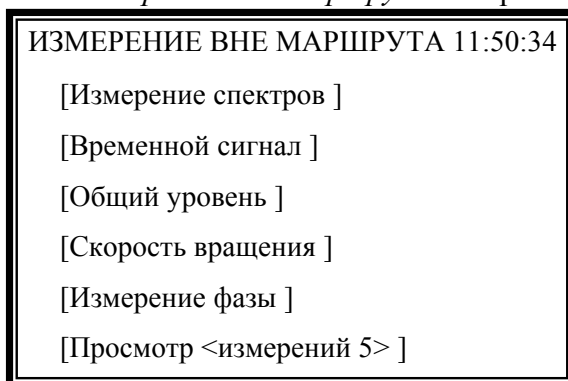 ИЗМЕРЕНИЕ ВНЕ МАРШРУТА 11:50:34
[Измерение спектров ]
[Временной сигнал ]
[Общий уровень ]
[Скорость вращения ]
[Измерение фазы ]
[Просмотр <измерений 5> ]